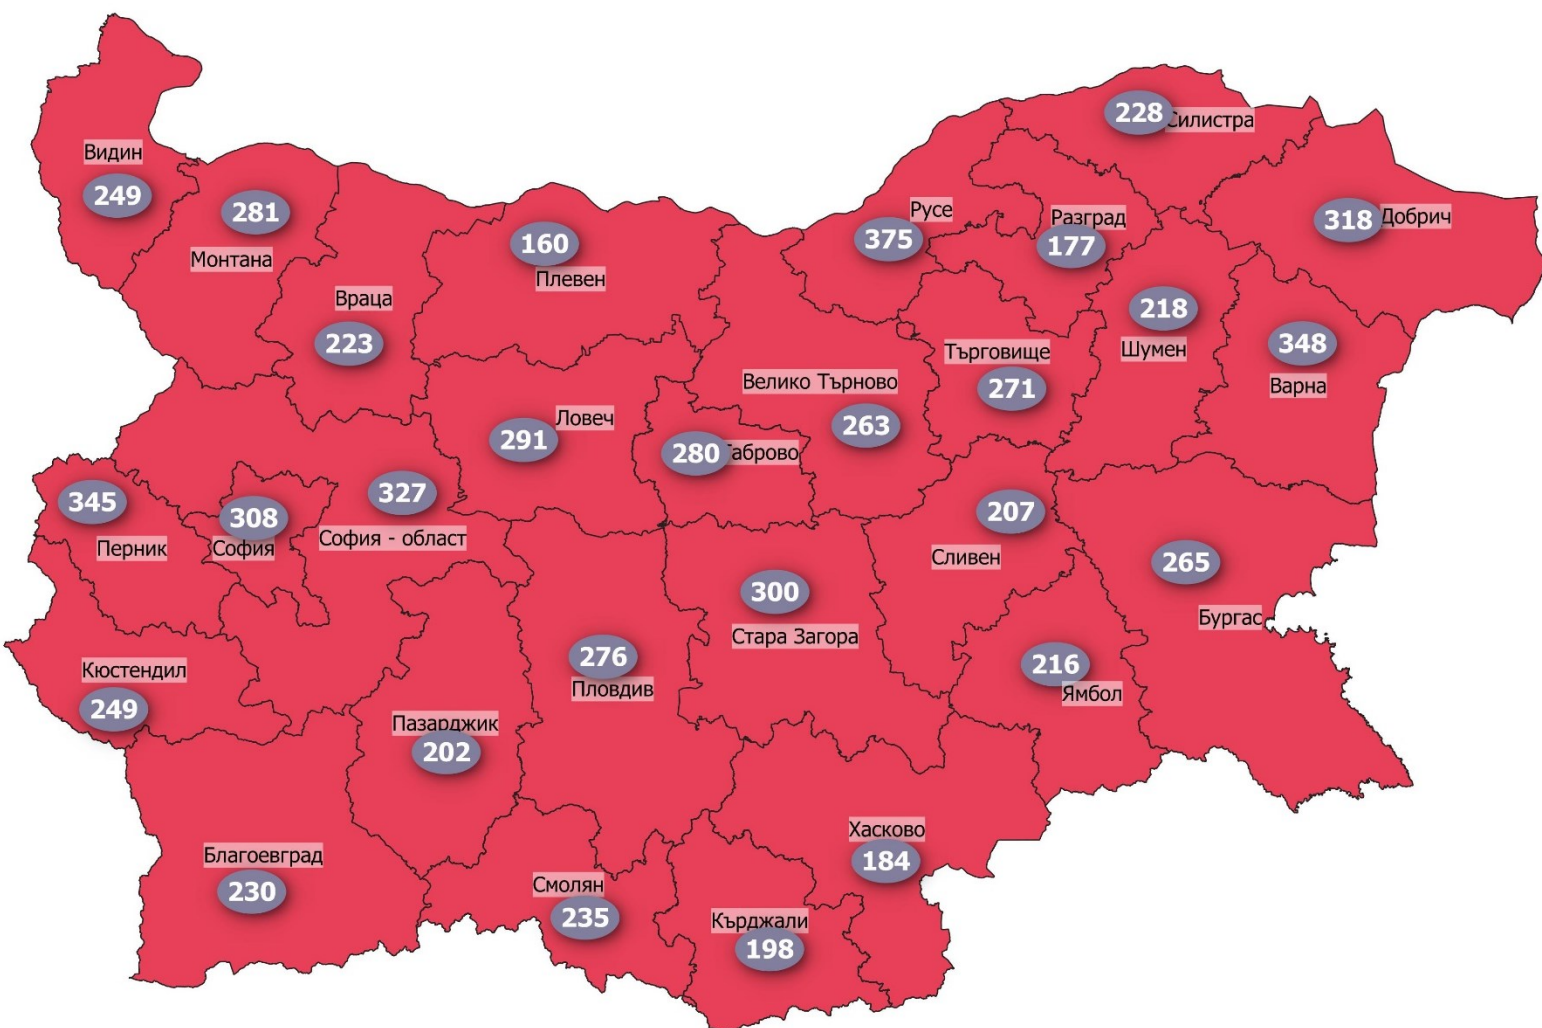 228
Силистра
Видин
249
281
Монтана
Русе
375
Разград
177
318
Добрич
160
Плевен
Враца
223
218
Шумен
348
Варна
Търговище
271
Велико Търново
263
Ловеч
291
280
Габрово
345
Перник
308
София
327
София - област
207
Сливен
265
Бургас
300
Стара Загора
276
Пловдив
216
Ямбол
Кюстендил
249
Пазарджик
202
Благоевград
230
Хасково
184
Смолян
235
Кърджали
198